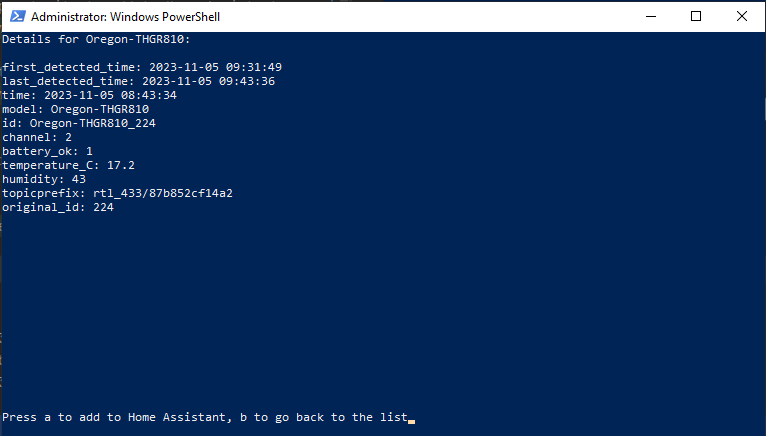 Administrator: Windows PowerShell
Details for Oregon-THGR810:
first_detected_time: 2023-11-05 09:31:49
last_detected_time: 2023-11-05 09:43:36
time: 2023-11-05 08:43:34
model: Oregon-THGR810
id: Oregon-THGR810_224
channel: 2
battery_ok: 1
temperature_C: 17.2
humidity: 43
topicprefix: rtl_433/87b852cf14a2
original_id: 224
Press a to add to Home Assistant, b to go back to the list